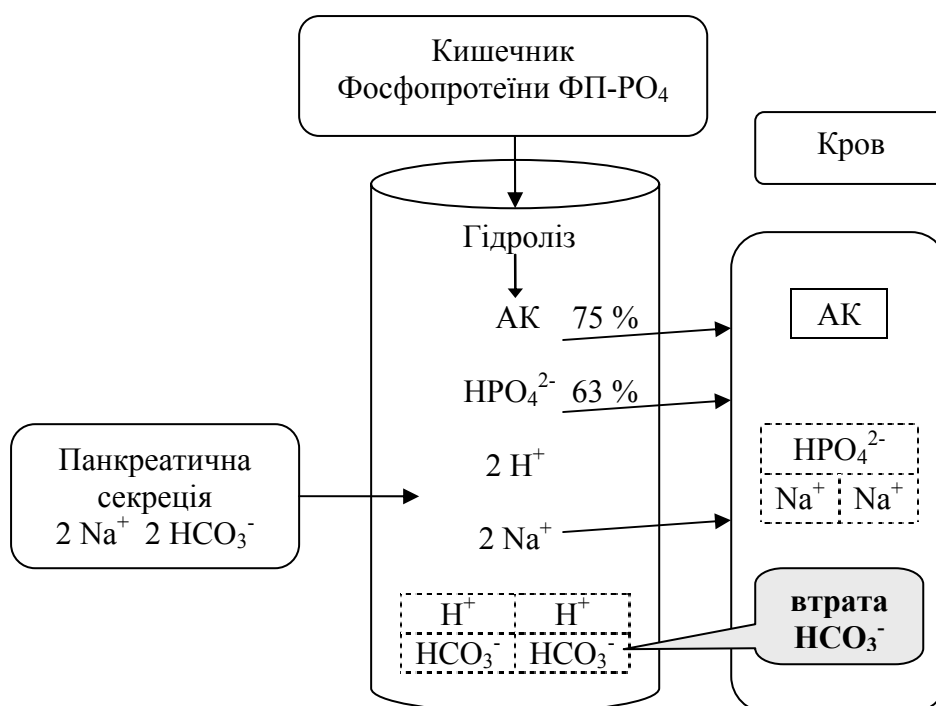 Кишечник
Фосфопротеїни ФП-PO₄
Кров
Гідроліз
АК 75 %
АК
HPO₄²⁻ 63 %
HPO₄²⁻
Na⁺ Na⁺
Панкреатична
секреція
2 Na⁺ 2 HCO₃⁻
2 H⁺
2 Na⁺
H⁺ H⁺
HCO₃⁻ HCO₃⁻
втрата
HCO₃⁻